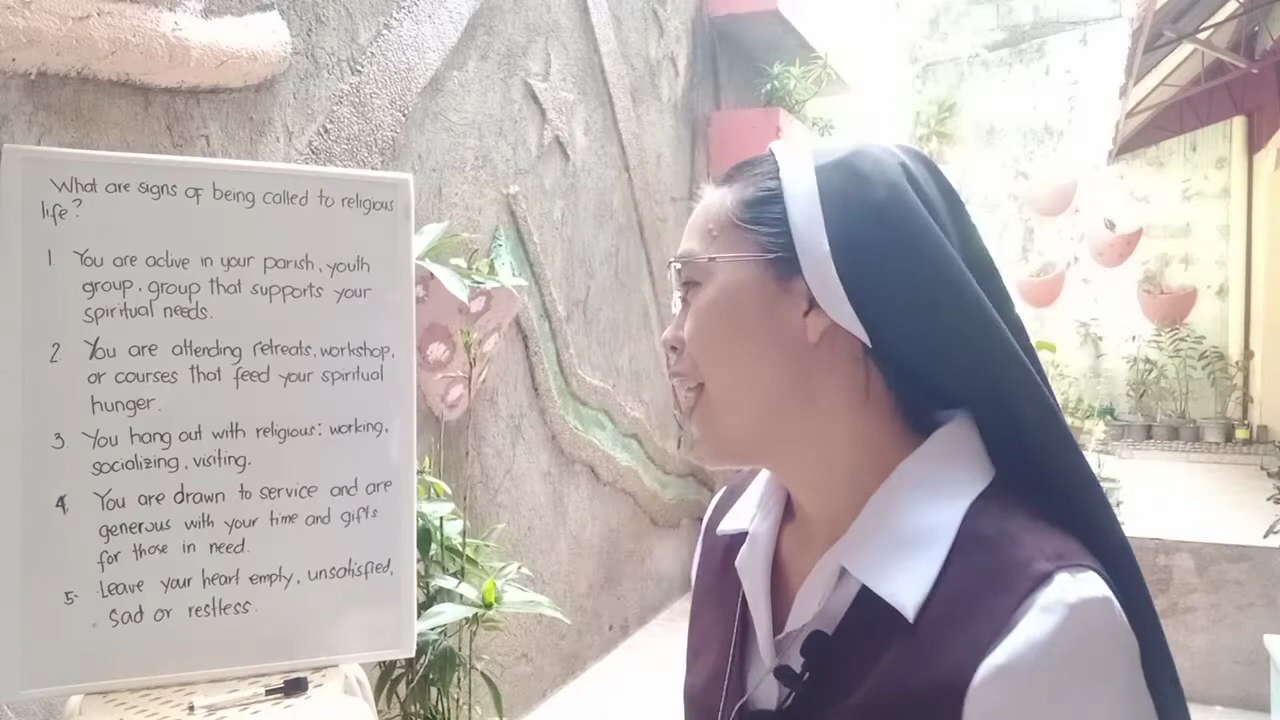 What are signs of being called to religious
life?
1. You are active in your parish, youth
group, group that supports your
spiritual needs.
2. You are attending retreats, workshop,
or courses that feed your spiritual
hunger.
3. You hang out with religious: working,
socializing, visiting.
4. You are drawn to service and are
generous with your time and gifts
for those in need.
5- Leave your heart empty, unsatisfied,
sad or restless.